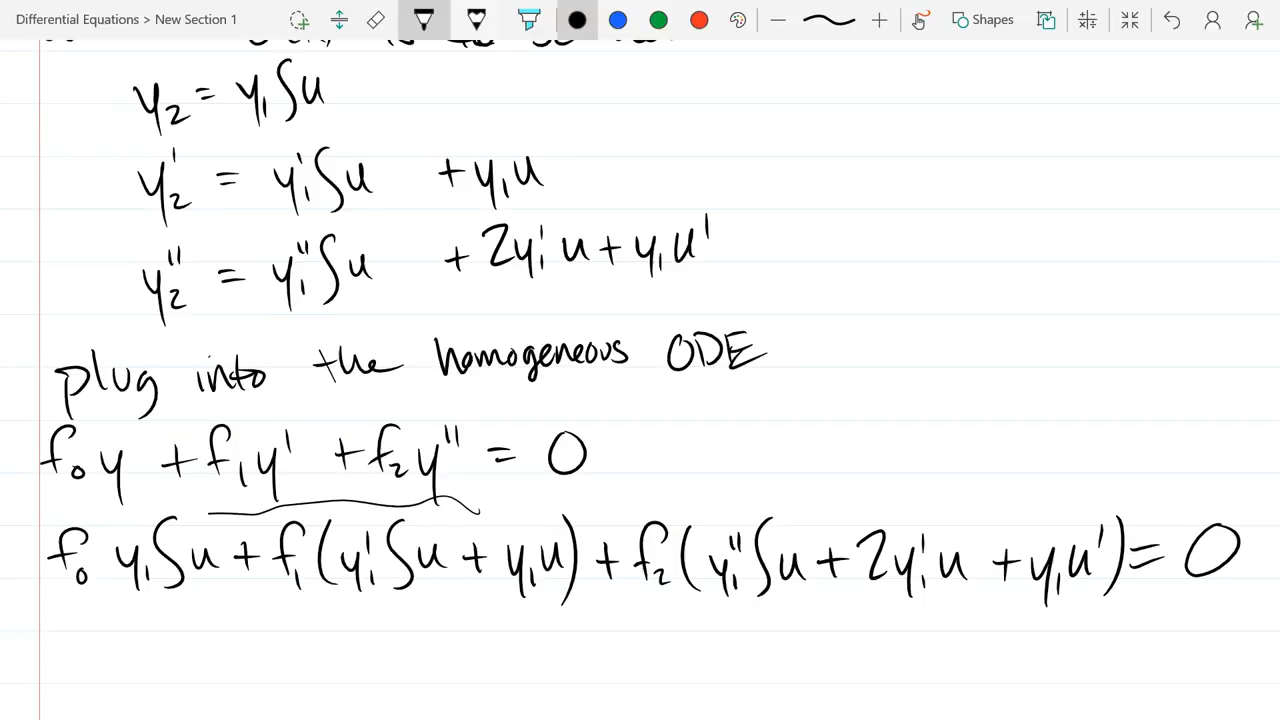 Differential Equations > New Section 1
Shapes
y₂ = y₁∫u
y₂' = y₁'∫u + y₁u
y₂'' = y₁''∫u + 2y₁'u + y₁u'
plug into the homogeneous ODE
f₀y + f₁y' + f₂y'' = 0
f₀ y₁∫u + f₁(y₁'∫u + y₁u) + f₂(y₁''∫u + 2y₁'u + y₁u') = 0